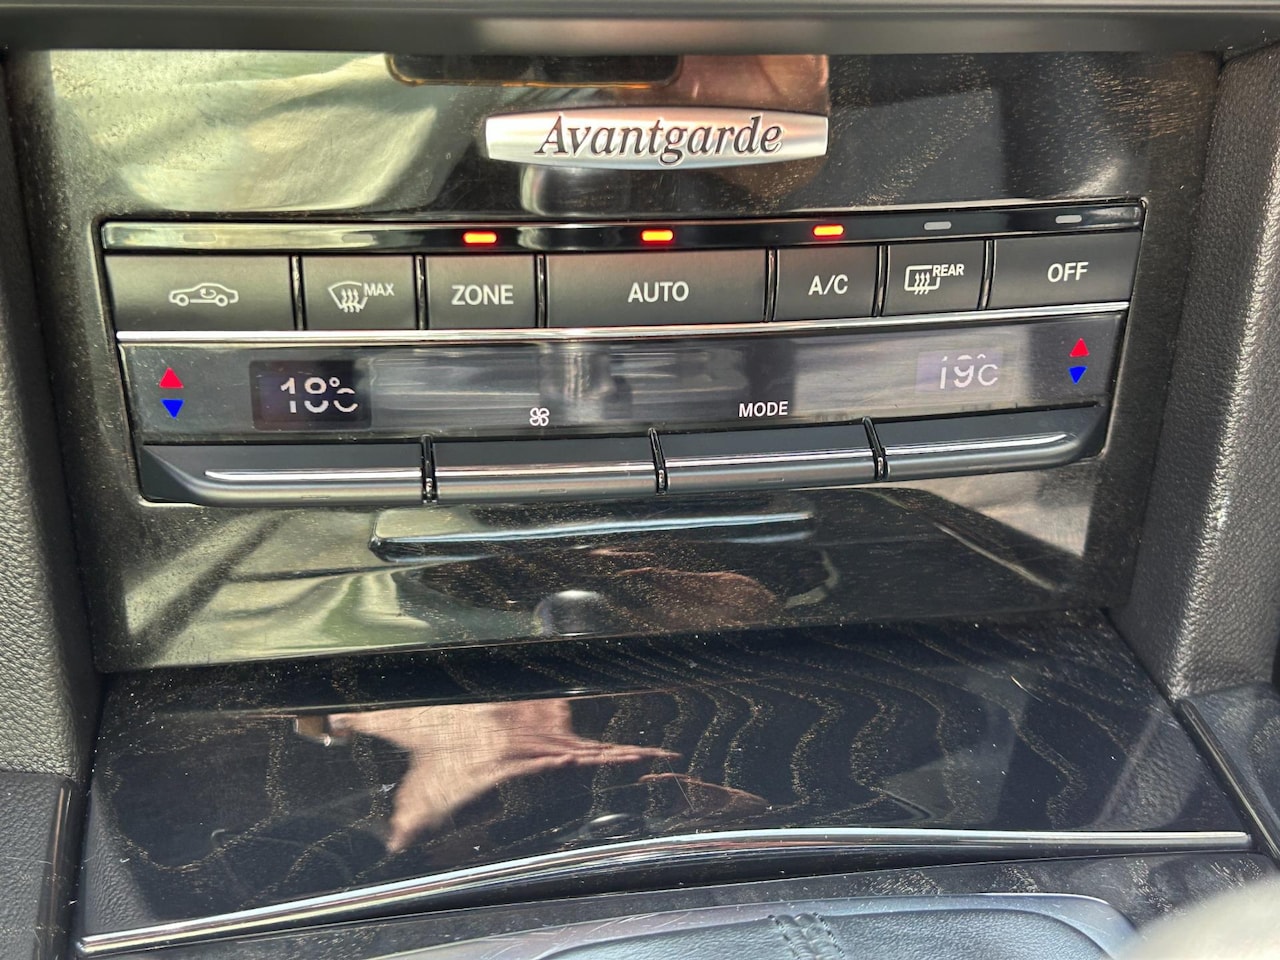 Avantgarde
MAX ZONE AUTO A/C REAR OFF
18°C 19°C
MODE